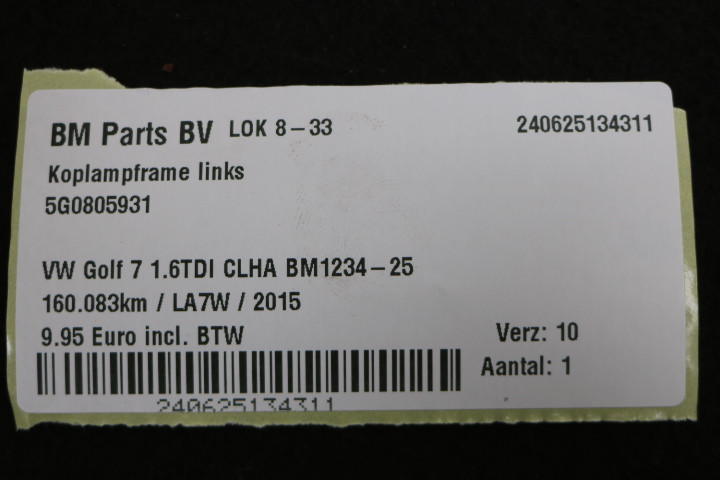 BM Parts BV LOK 8-33 240625134311
Koplampframe links
5G0805931
VW Golf 7 1.6TDI CLHA BM1234-25
160.083km / LA7W / 2015
9.95 Euro incl. BTW Verz: 10
Aantal: 1
240625134311